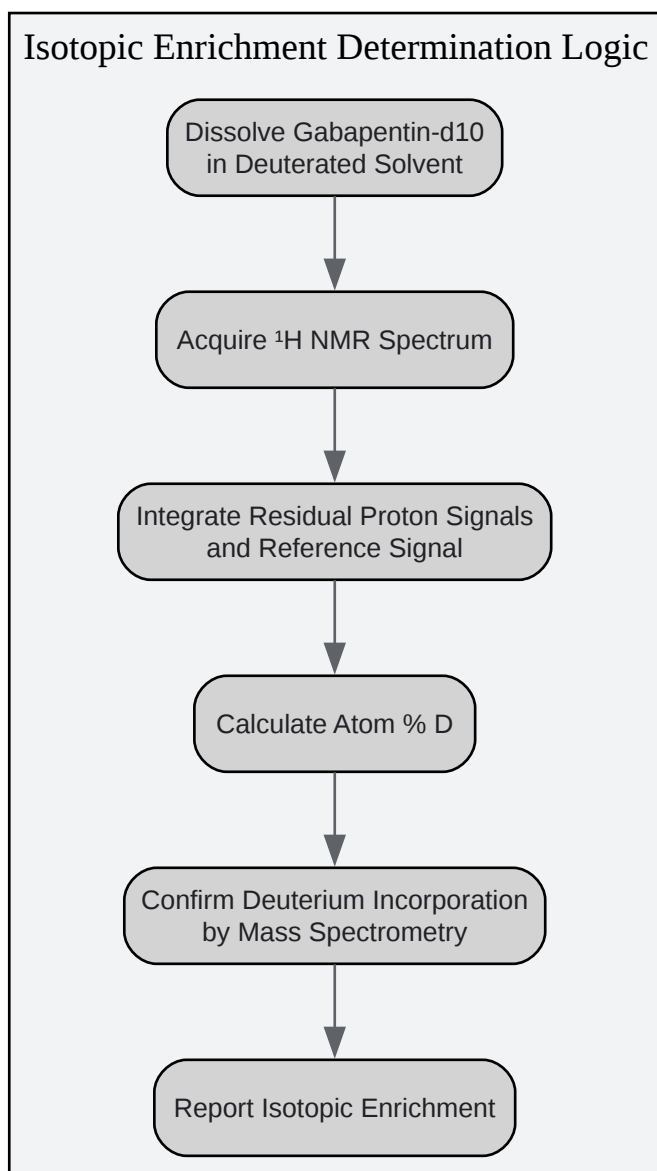 Isotopic Enrichment Determination Logic
Dissolve Gabapentin-d10
in Deuterated Solvent
Acquire ¹H NMR Spectrum
Integrate Residual Proton Signals
and Reference Signal
Calculate Atom % D
Confirm Deuterium Incorporation
by Mass Spectrometry
Report Isotopic Enrichment